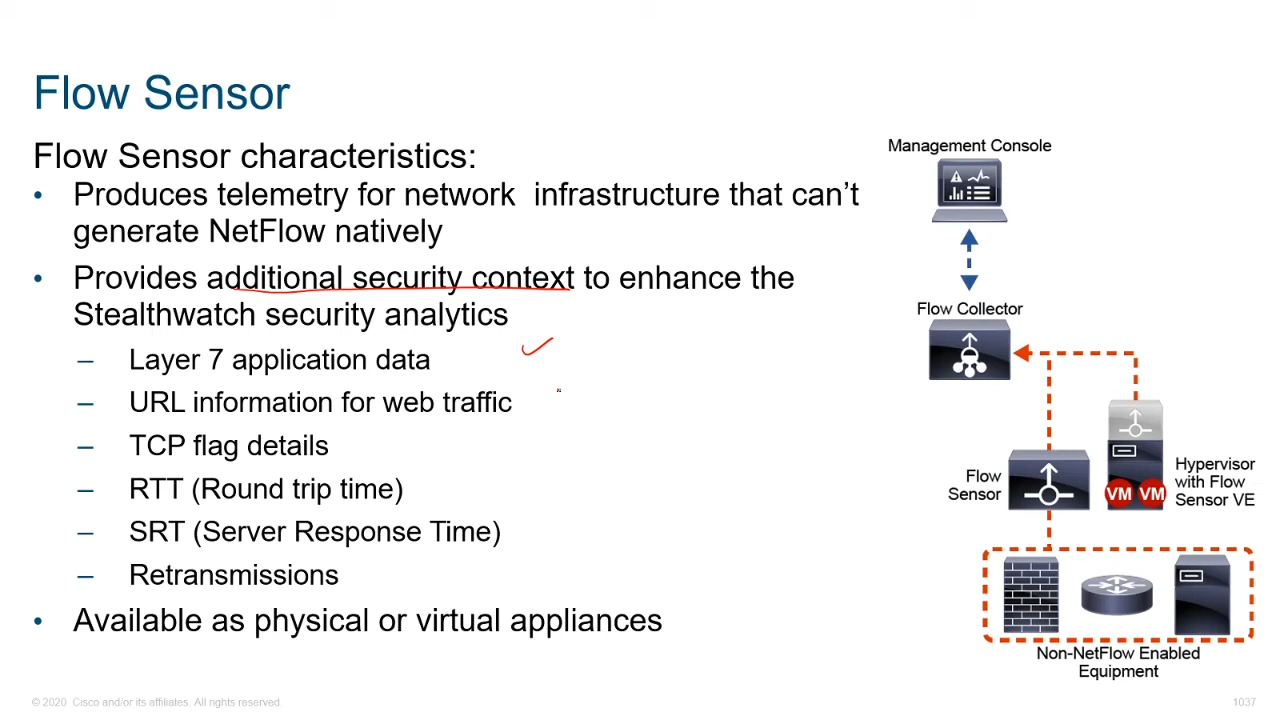 Flow Sensor
Flow Sensor characteristics:
• Produces telemetry for network infrastructure that can't
generate NetFlow natively
• Provides additional security context to enhance the
Stealthwatch security analytics
– Layer 7 application data
– URL information for web traffic
– TCP flag details
– RTT (Round trip time)
– SRT (Server Response Time)
– Retransmissions
• Available as physical or virtual appliances
Management Console
Flow Collector
Flow
Sensor
VM VM
Hypervisor
with Flow
Sensor VE
Non-NetFlow Enabled
Equipment
© 2020 Cisco and/or its affiliates. All rights reserved.
1037